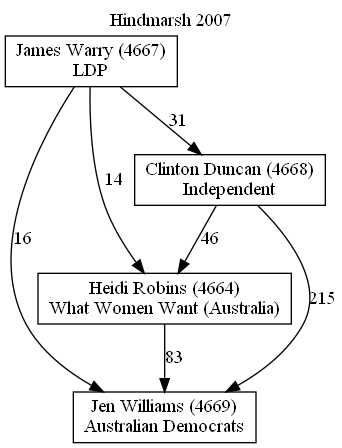 Hindmarsh 2007
James Warry (4667)
LDP
31
Clinton Duncan (4668)
Independent
14
16
46
Heidi Robins (4664)
What Women Want (Australia)
215
83
Jen Williams (4669)
Australian Democrats